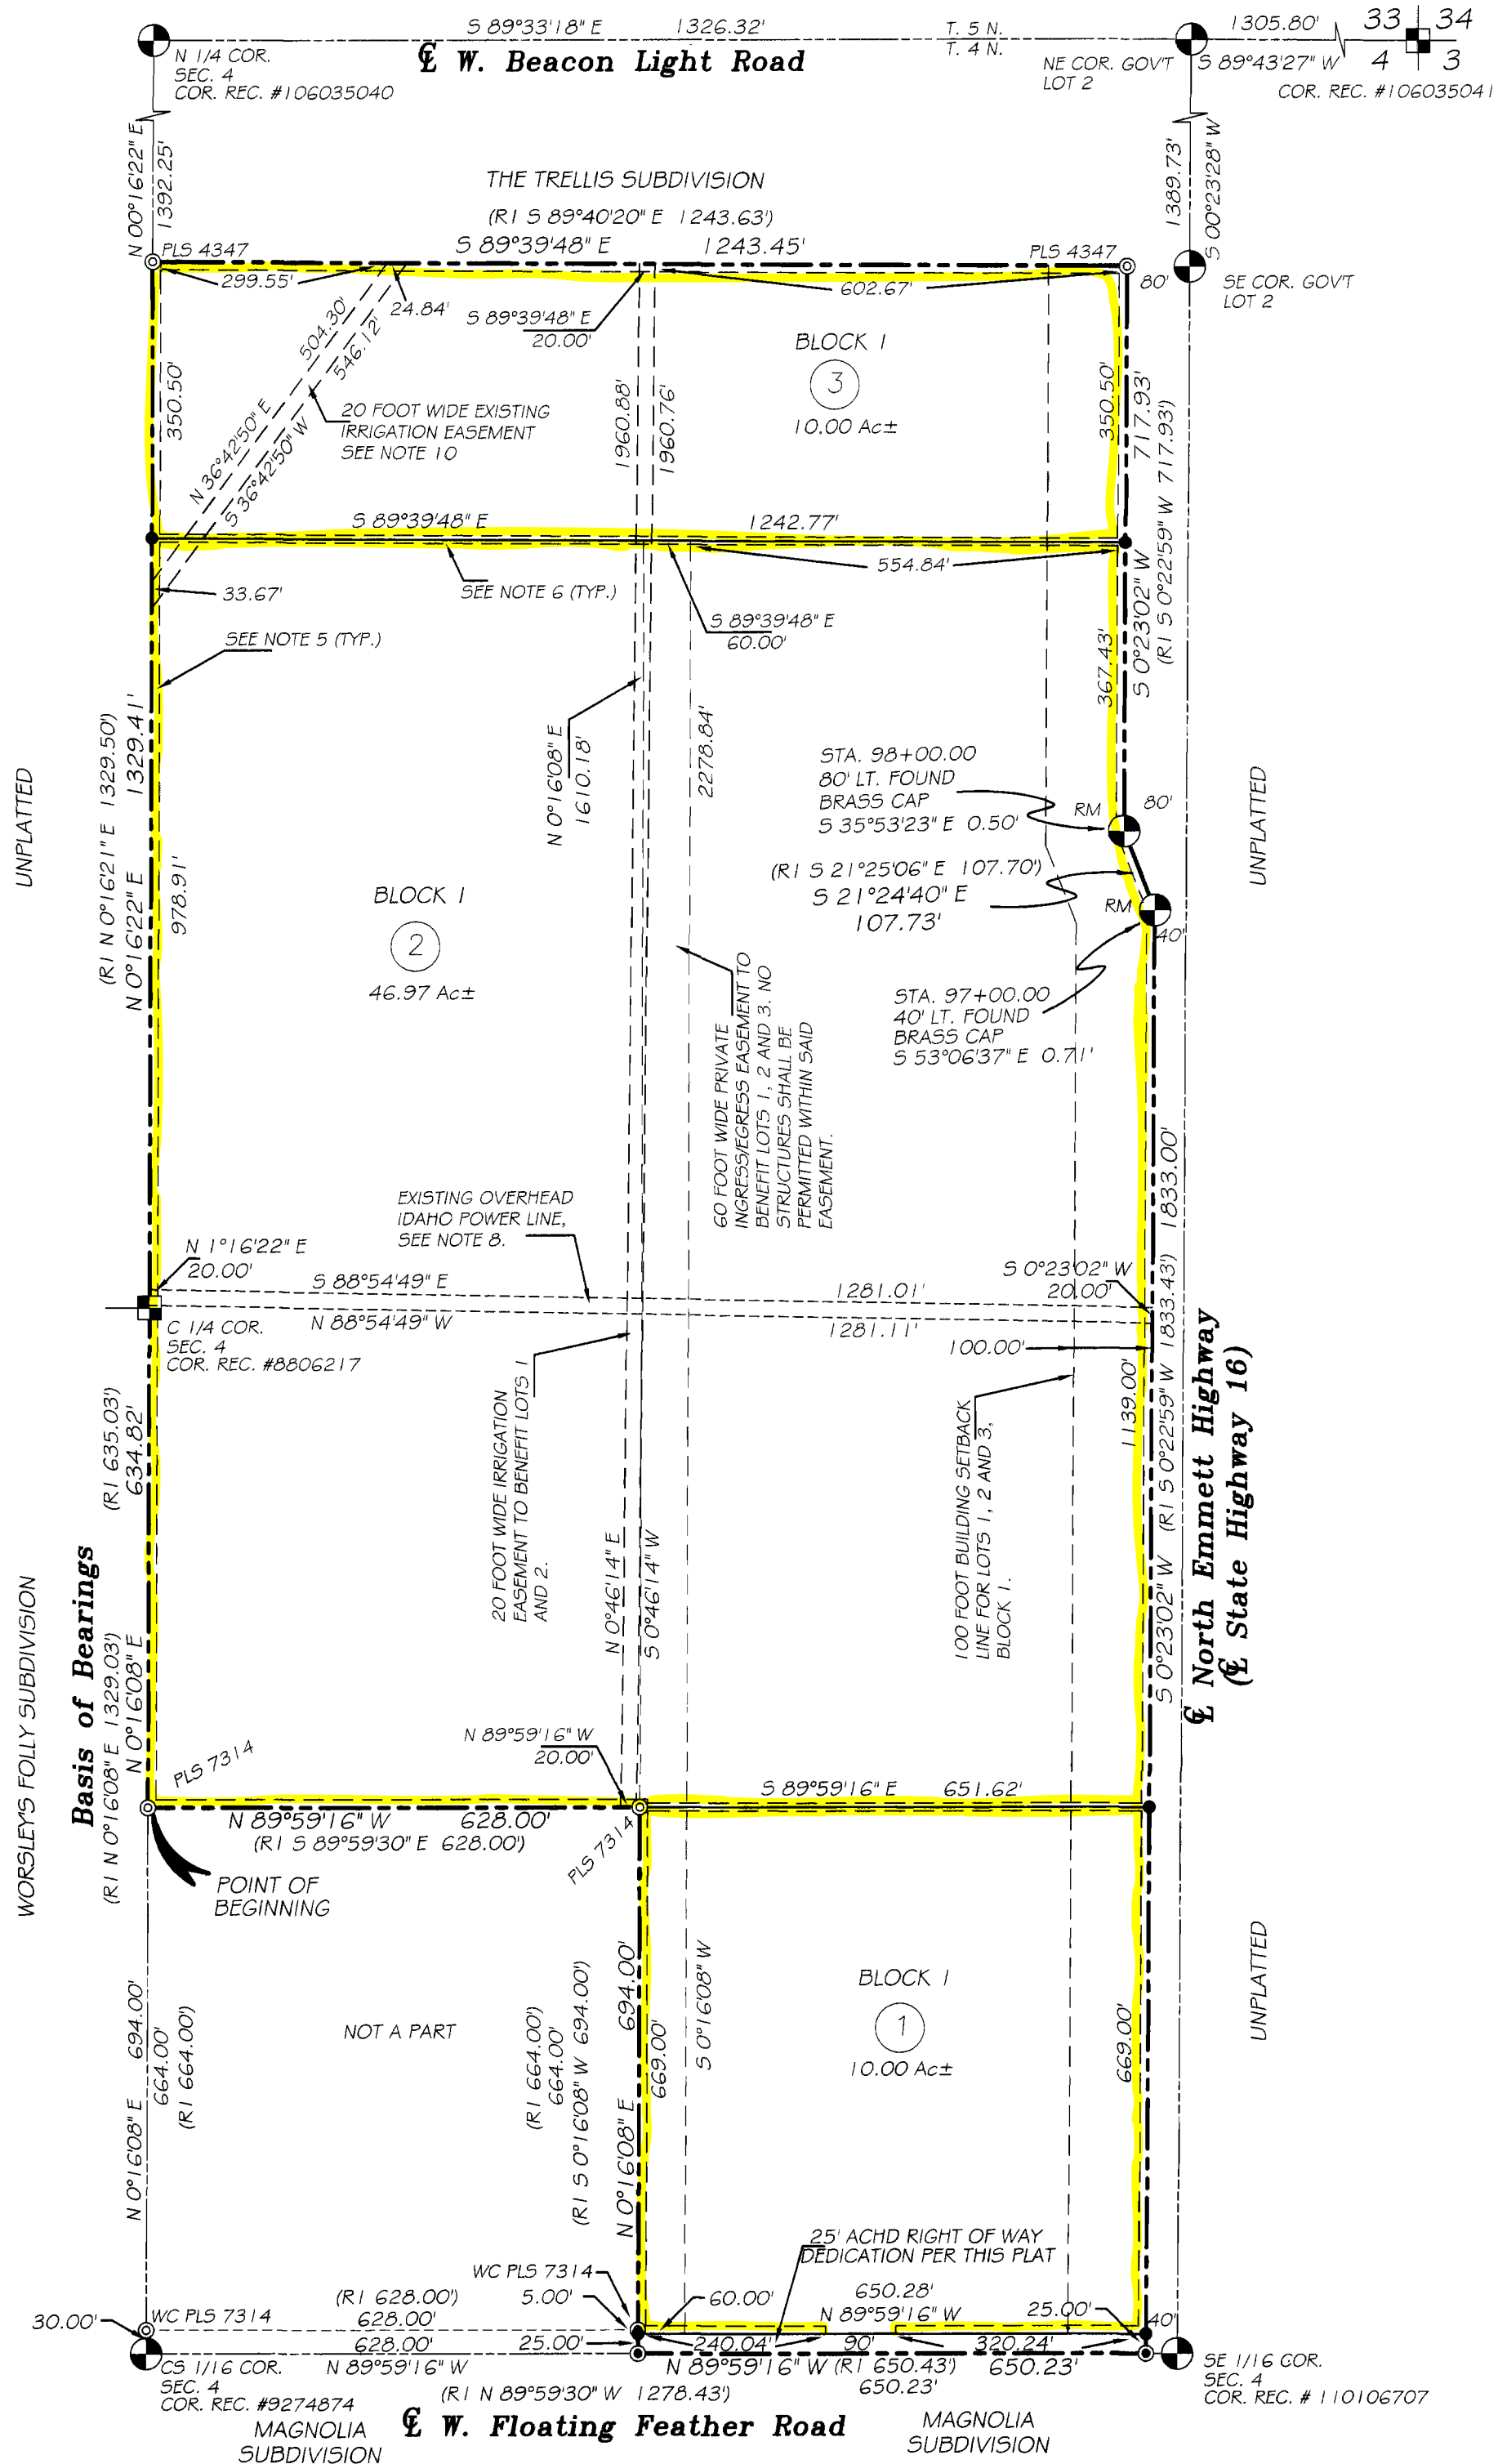 S 89°33'18" E 1326.32'
T. 5 N.
T. 4 N.
1305.80'
33 34
4 3
S 89°43'27" W
COR. REC. #106035041
N 1/4 COR.
SEC. 4
COR. REC. #106035040
℄ W. Beacon Light Road
NE COR. GOV'T
LOT 2
N 00°16'22" E
1392.25'
1389.73'
S 00°23'28" W
THE TRELLIS SUBDIVISION
(R1 S 89°40'20" E 1243.63')
S 89°39'48" E 1243.45'
PLS 4347
PLS 4347
80'
SE COR. GOV'T
LOT 2
299.55'
24.84'
602.67'
S 89°39'48" E
20.00'
504.30'
546.12'
N 36°42'50" E
S 36°42'50" W
350.50'
20 FOOT WIDE EXISTING
IRRIGATION EASEMENT
SEE NOTE 10
1960.88'
1960.76'
BLOCK 1
3
10.00 Ac±
350.50'
717.93'
S 0°23'02" W
(R1 S 0°22'59" W 717.93')
S 89°39'48" E 1242.77'
554.84'
33.67'
SEE NOTE 6 (TYP.)
S 89°39'48" E
60.00'
SEE NOTE 5 (TYP.)
367.43'
UNPLATTED
(R1 N 0°16'21" E 1329.50')
N 0°16'22" E 1329.41'
978.91'
N 0°16'08" E
1610.18'
2278.84'
STA. 98+00.00
80' LT. FOUND
BRASS CAP
S 35°53'23" E 0.50'
RM
80'
UNPLATTED
(R1 S 21°25'06" E 107.70')
S 21°24'40" E
107.73'
RM
40'
BLOCK 1
2
46.97 Ac±
60 FOOT WIDE PRIVATE
INGRESS/EGRESS EASEMENT TO
BENEFIT LOTS 1, 2 AND 3. NO
STRUCTURES SHALL BE
PERMITTED WITHIN SAID
EASEMENT.
STA. 97+00.00
40' LT. FOUND
BRASS CAP
S 53°06'37" E 0.71'
EXISTING OVERHEAD
IDAHO POWER LINE,
SEE NOTE 8.
N 1°16'22" E
20.00'
S 88°54'49" E
1281.01'
S 0°23'02" W
20.00'
N 88°54'49" W
1281.11'
100.00'
C 1/4 COR.
SEC. 4
COR. REC. #8806217
1139.00'
S 0°23'02" W 1833.00'
(R1 S 0°22'59" W 1833.43')
℄ North Emmett Highway
(℄ State Highway 16)
(R1 635.03')
634.82'
20 FOOT WIDE IRRIGATION
EASEMENT TO BENEFIT LOTS 1
AND 2.
N 0°46'14" E
S 0°46'14" W
100 FOOT BUILDING SETBACK
LINE FOR LOTS 1, 2 AND 3,
BLOCK 1.
WORSLEY'S FOLLY SUBDIVISION
Basis of Bearings
(R1 N 0°16'08" E 1329.03')
N 0°16'08" E
PLS 7314
N 89°59'16" W
20.00'
S 89°59'16" E 651.62'
N 89°59'16" W 628.00'
(R1 S 89°59'30" E 628.00')
PLS 7314
POINT OF
BEGINNING
N 0°16'08" E 694.00'
664.00'
(R1 664.00')
NOT A PART
(R1 664.00')
664.00'
(R1 S 0°16'08" W 694.00')
N 0°16'08" E 694.00'
669.00'
S 0°16'08" W
BLOCK 1
1
10.00 Ac±
669.00'
UNPLATTED
25' ACHD RIGHT OF WAY
DEDICATION PER THIS PLAT
WC PLS 7314
5.00'
60.00'
650.28'
N 89°59'16" W
25.00'
40'
30.00'
WC PLS 7314
(R1 628.00')
628.00'
628.00'
25.00'
240.04'
90'
320.24'
CS 1/16 COR.
SEC. 4
COR. REC. #9274874
N 89°59'16" W
N 89°59'16" W (R1 650.43') 650.23'
650.23'
(R1 N 89°59'30" W 1278.43')
SE 1/16 COR.
SEC. 4
COR. REC. # 110106707
MAGNOLIA
SUBDIVISION
℄ W. Floating Feather Road
MAGNOLIA
SUBDIVISION